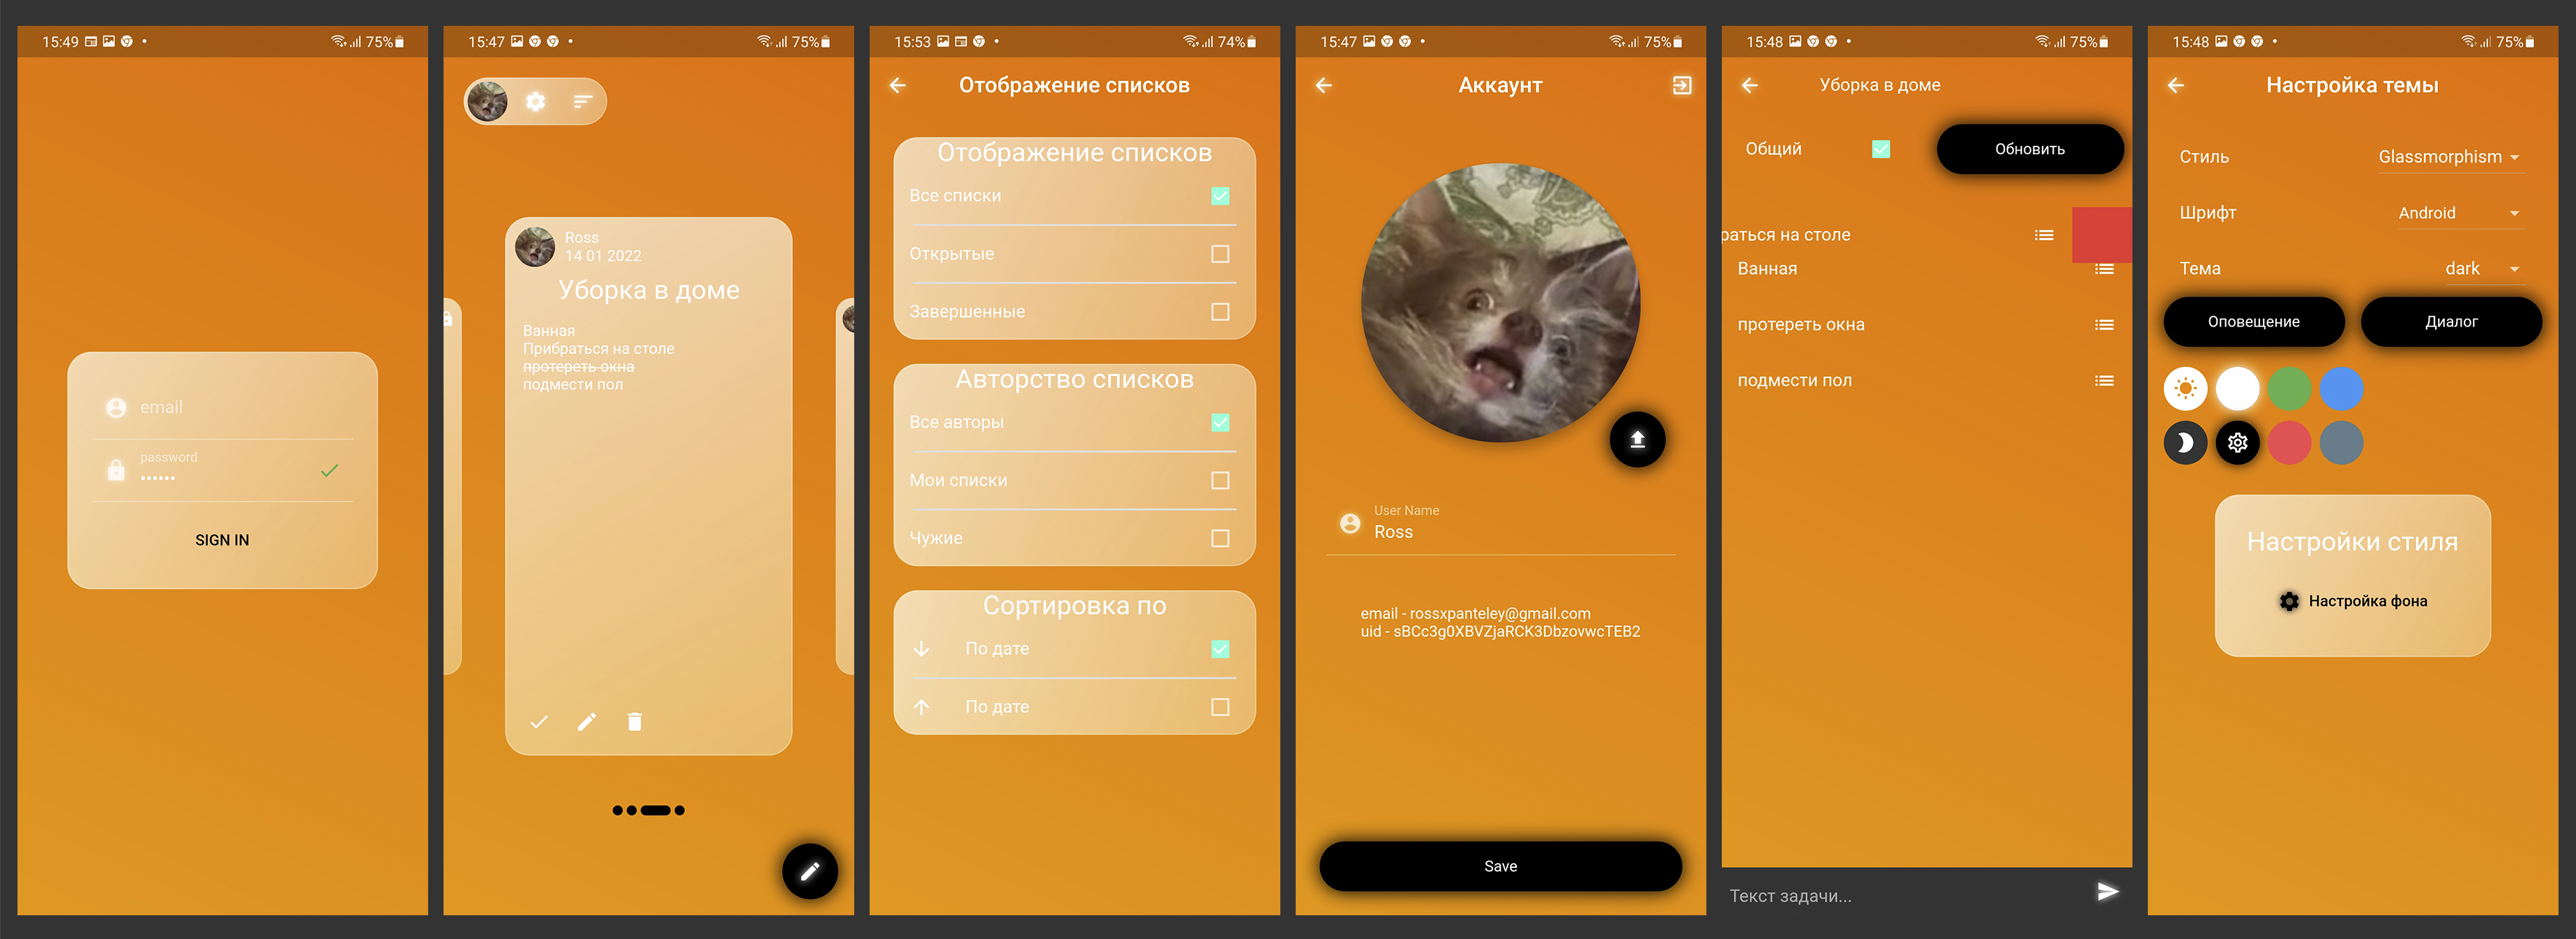 15:49
75%
email
password
SIGN IN
15:47
75%
Ross
14 01 2022
Уборка в доме
Ванная
Прибраться на столе
протереть окна
подмести пол
15:53
74%
Отображение списков
Отображение списков
Все списки
Открытые
Завершенные
Авторство списков
Все авторы
Мои списки
Чужие
Сортировка по
По дате
По дате
15:47
75%
Аккаунт
User Name
Ross
email - rossxpanteley@gmail.com
uid - sBCc3g0XBVZjaRCK3DbzovwcTEB2
Save
15:48
75%
Уборка в доме
Общий
Обновить
раться на столе
Ванная
протереть окна
подмести пол
Текст задачи...
15:48
75%
Настройка темы
Стиль
Glassmorphism
Шрифт
Android
Тема
dark
Оповещение
Диалог
Настройки стиля
Настройка фона